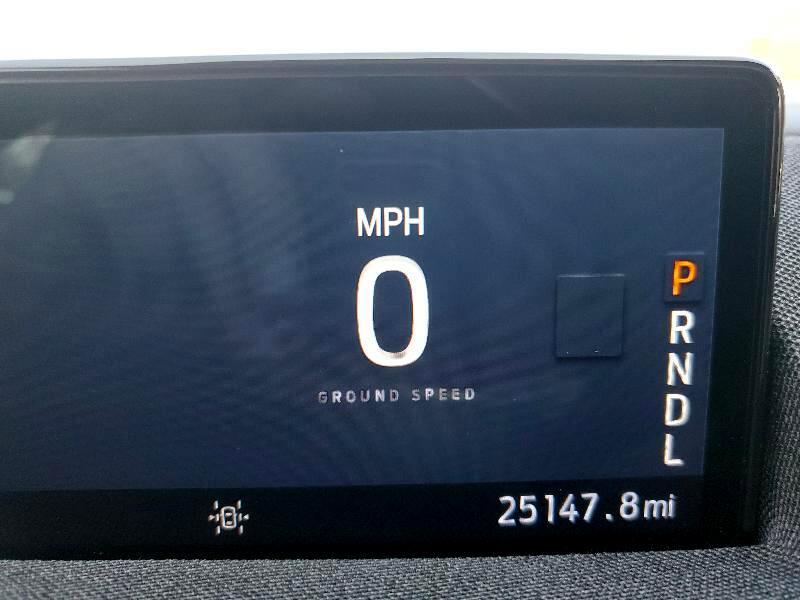 MPH
0
GROUND SPEED
P
R
N
D
L
25147.8mi